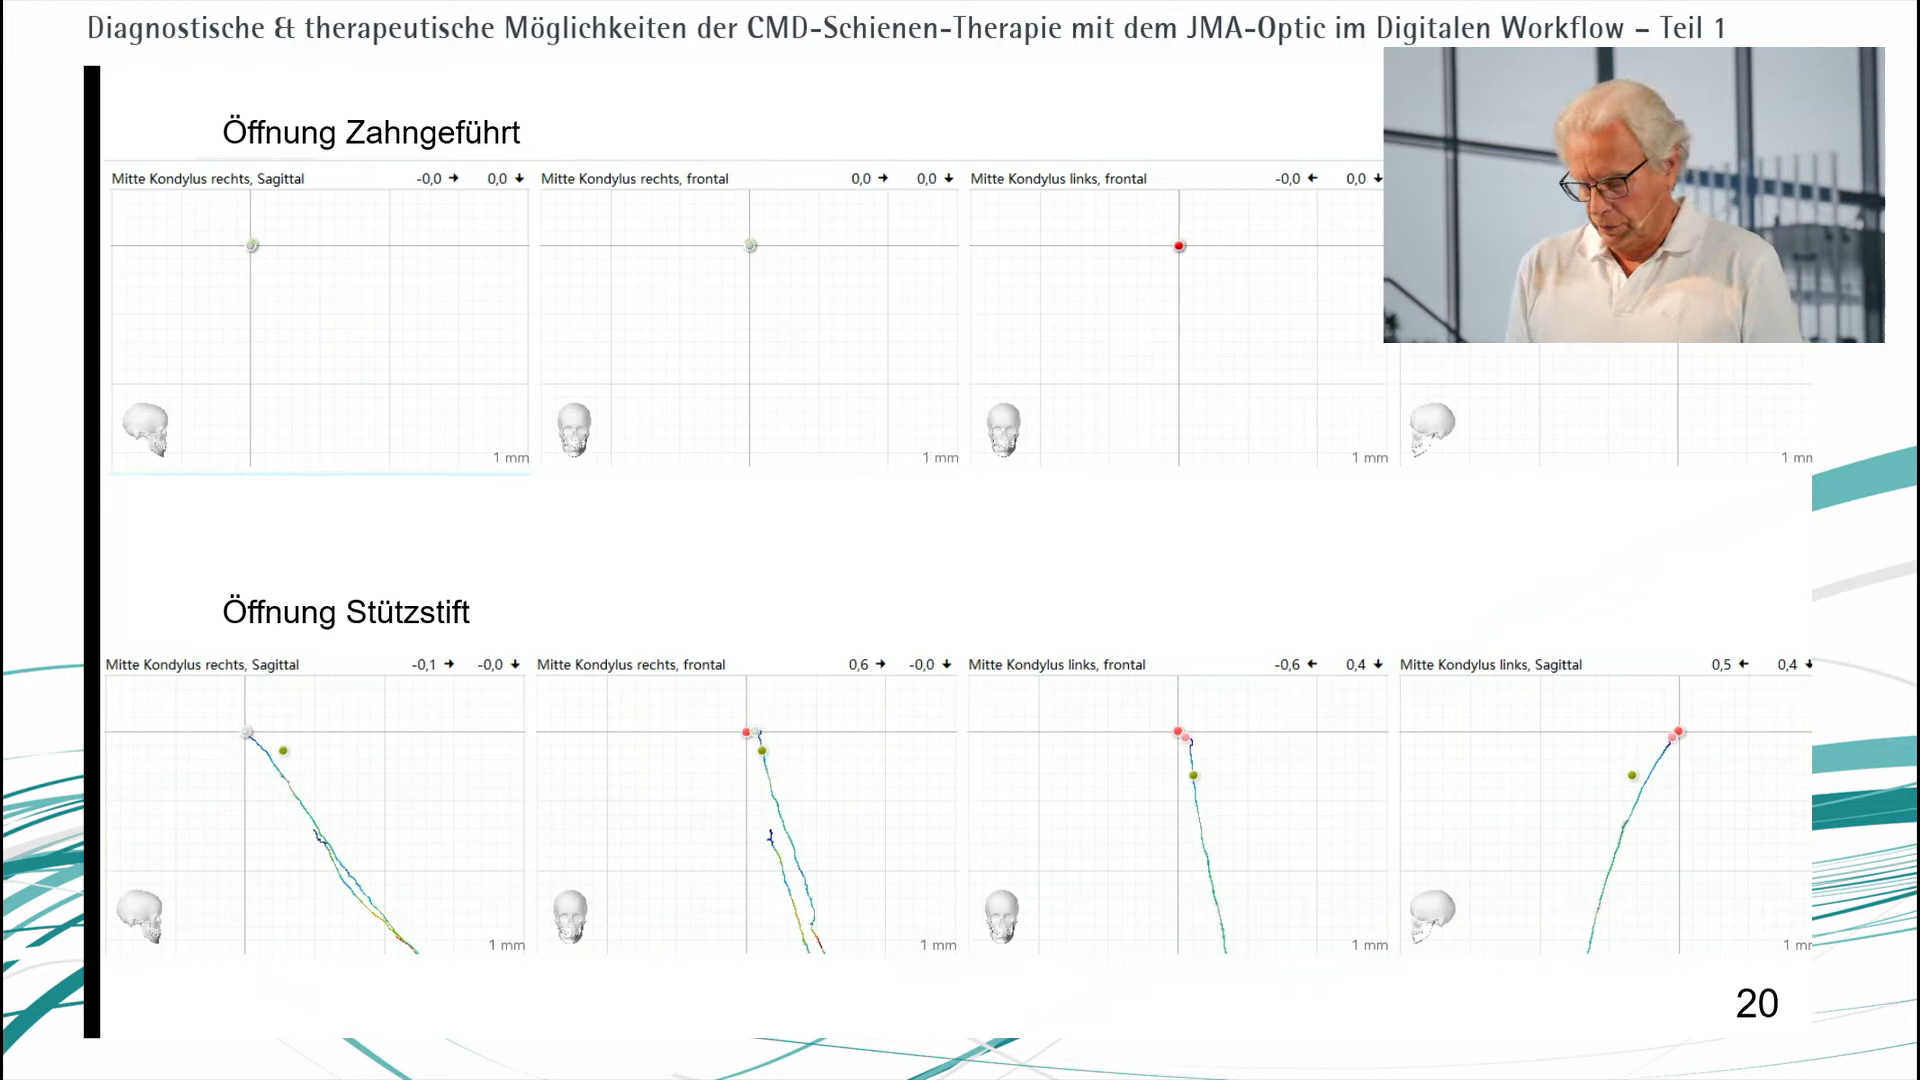 Diagnostische & therapeutische Möglichkeiten der CMD-Schienen-Therapie mit dem JMA-Optic im Digitalen Workflow – Teil 1
Öffnung Zahngeführt
Mitte Kondylus rechts, Sagittal -0,0 → 0,0 ↓
Mitte Kondylus rechts, frontal 0,0 → 0,0 ↓
Mitte Kondylus links, frontal -0,0 ← 0,0 ↓
1 mm
1 mm
1 mm
1 mm
Öffnung Stützstift
Mitte Kondylus rechts, Sagittal -0,1 → -0,0 ↓
Mitte Kondylus rechts, frontal 0,6 → -0,0 ↓
Mitte Kondylus links, frontal -0,6 ← 0,4 ↓
Mitte Kondylus links, Sagittal 0,5 ← 0,4 ↓
1 mm
1 mm
1 mm
1 mm
20